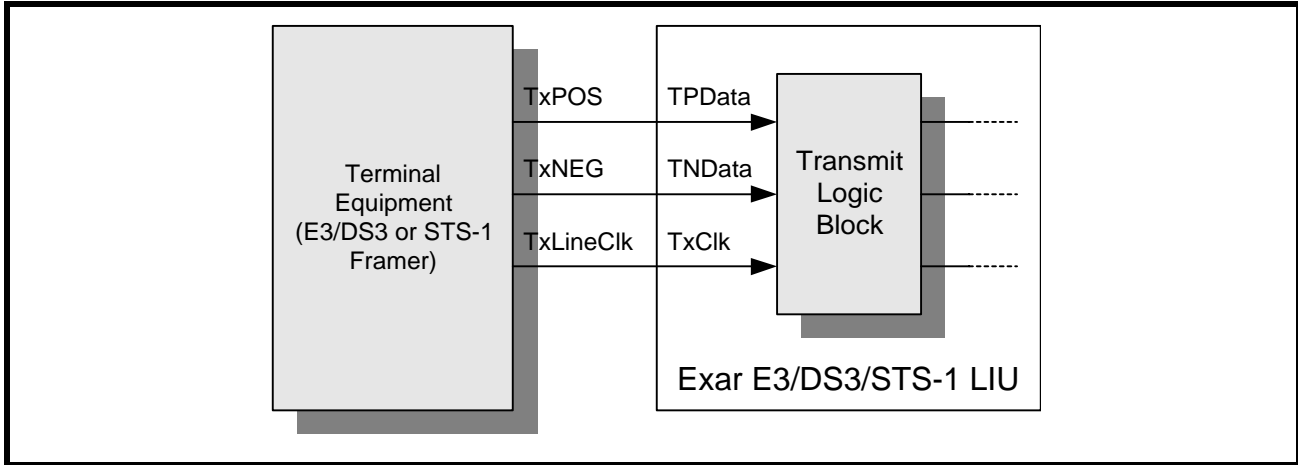 Terminal
Equipment
(E3/DS3 or STS-1
Framer)
TxPOS
TPData
TxNEG
TNData
TxLineClk
TxClk
Transmit
Logic
Block
Exar E3/DS3/STS-1 LIU